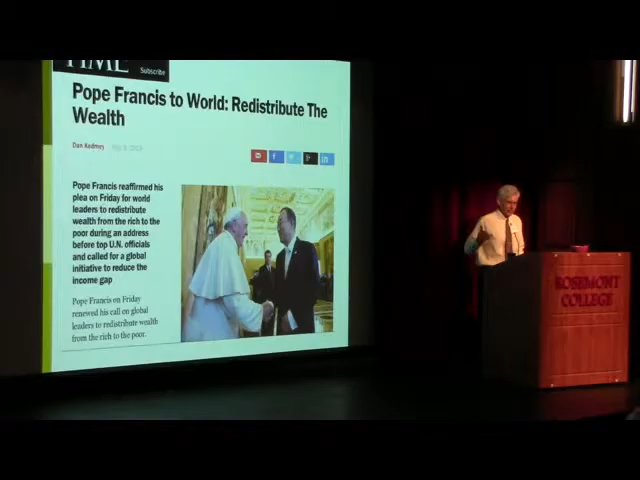 TIME
Subscribe
Pope Francis to World: Redistribute The
Wealth
Dan Kedmey
Pope Francis reaffirmed his
plea on Friday for world
leaders to redistribute
wealth from the rich to the
poor during an address
before top U.N. officials
and called for a global
initiative to reduce the
income gap
Pope Francis on Friday
renewed his call on global
leaders to redistribute wealth
from the rich to the poor.
ROSEMONT
COLLEGE